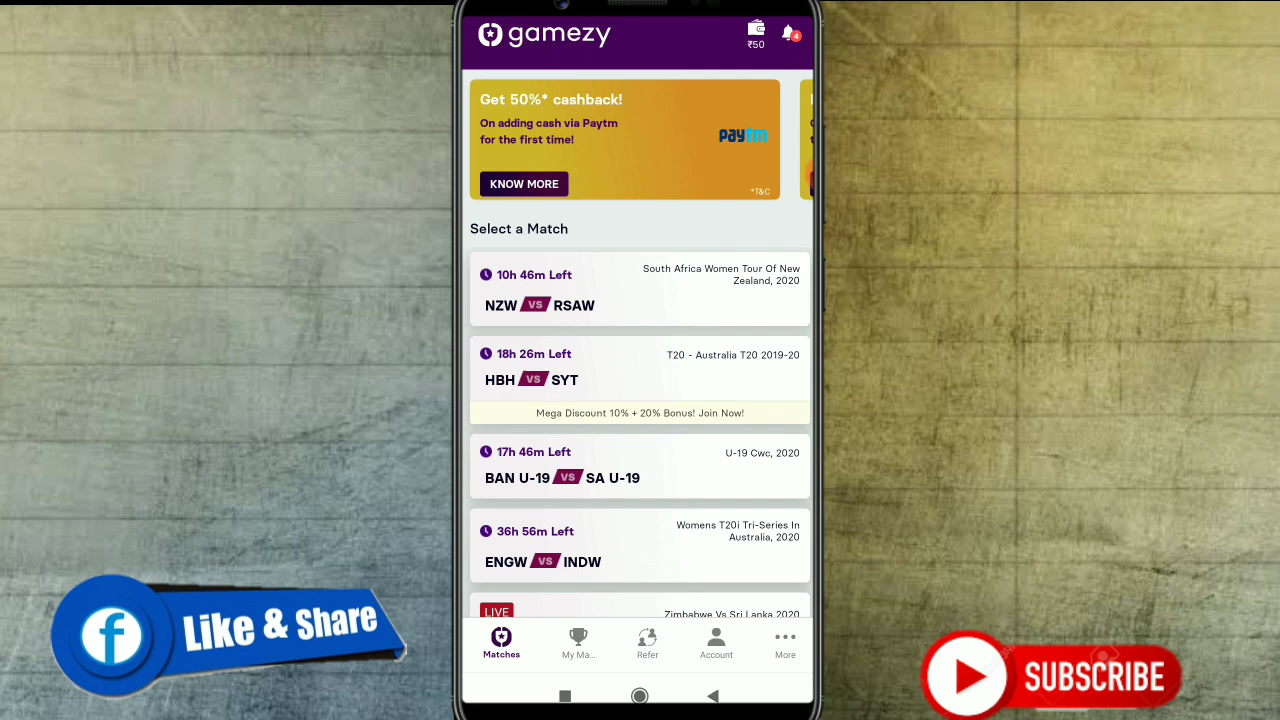 gamezy
₹50
4
Get 50%* cashback!
On adding cash via Paytm
for the first time!
paytm
KNOW MORE
*T&C
Select a Match
10h 46m Left
South Africa Women Tour Of New
Zealand, 2020
NZW VS RSAW
18h 26m Left
T20 - Australia T20 2019-20
HBH VS SYT
Mega Discount 10% + 20% Bonus! Join Now!
17h 46m Left
U-19 Cwc, 2020
BAN U-19 VS SA U-19
36h 56m Left
Womens T20i Tri-Series In
Australia, 2020
ENGW VS INDW
LIVE
Zimbabwe Vs Sri Lanka 2020
Matches
My Ma...
Refer
Account
More
f Like & Share
SUBSCRIBE